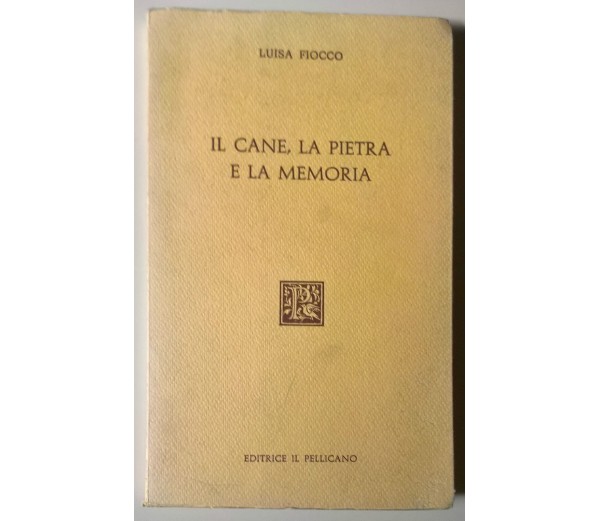 LUISA FIOCCO
IL CANE, LA PIETRA
E LA MEMORIA
P
EDITRICE IL PELLICANO